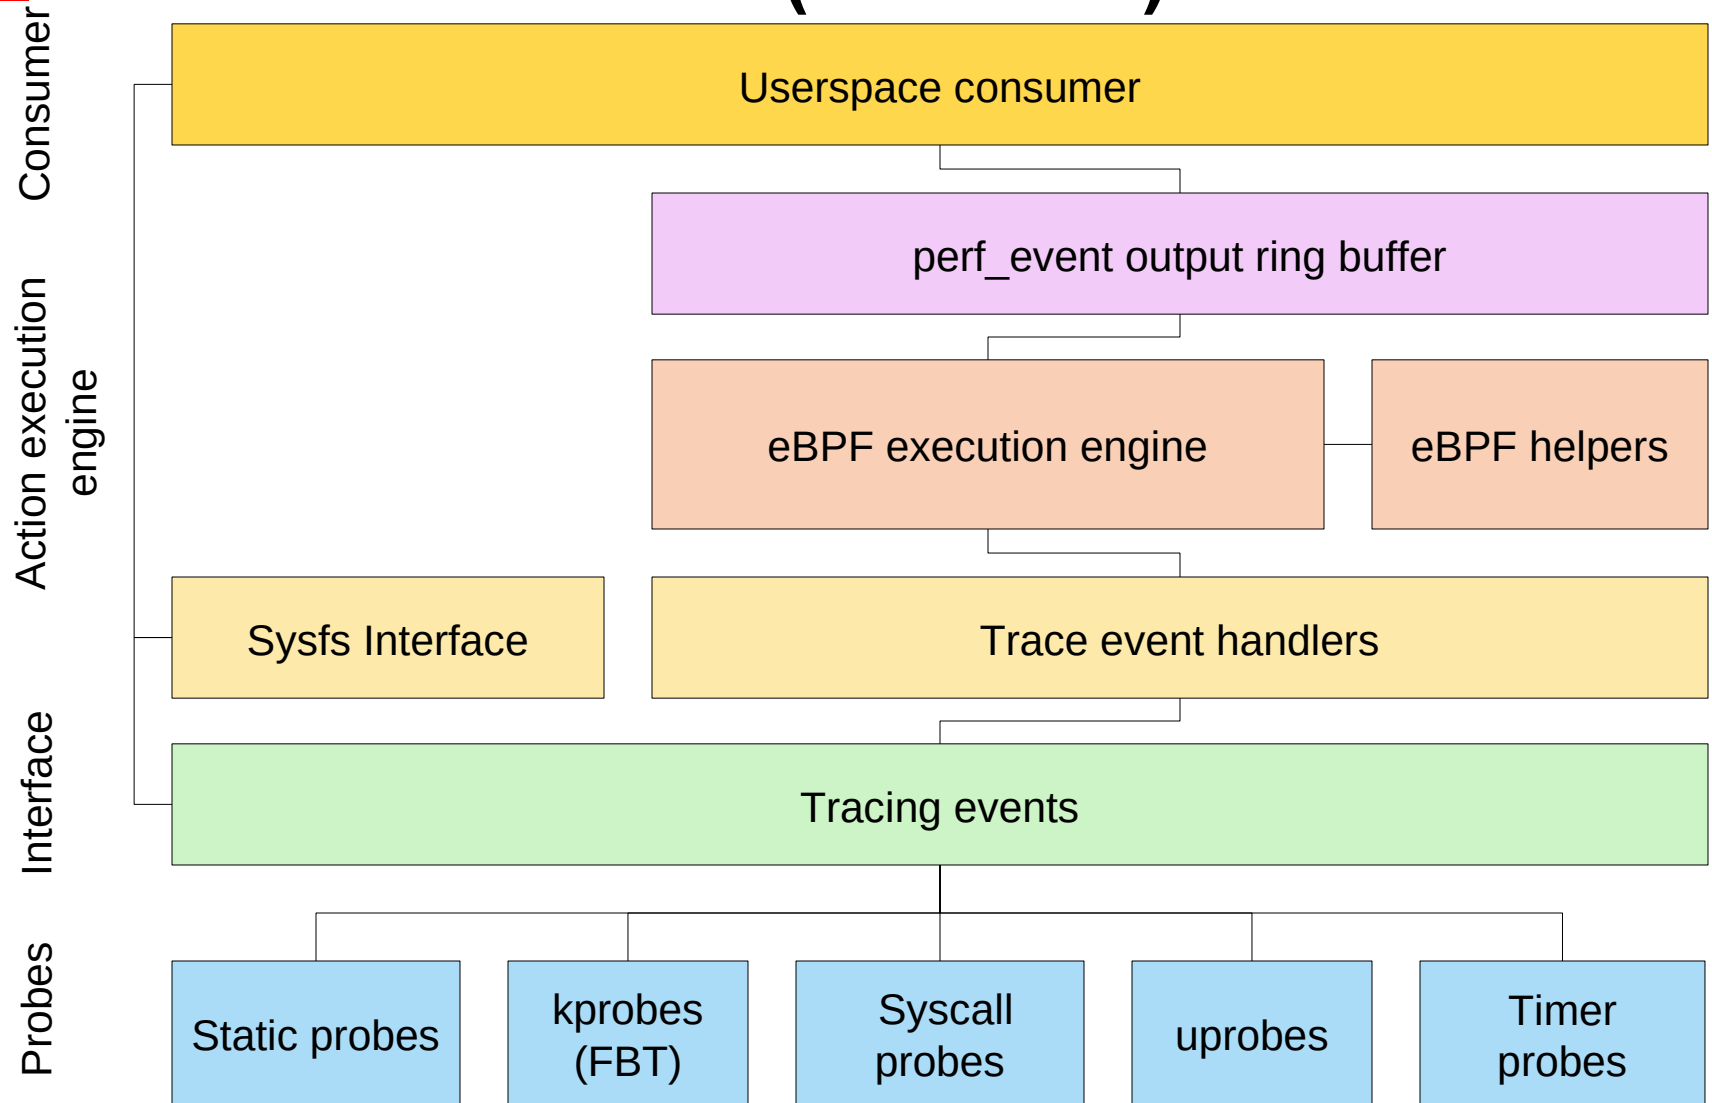 Consumer
Userspace consumer
perf_event output ring buffer
Action execution
engine
eBPF execution engine
eBPF helpers
Sysfs Interface
Trace event handlers
Interface
Tracing events
Probes
Static probes
kprobes
(FBT)
Syscall
probes
uprobes
Timer
probes